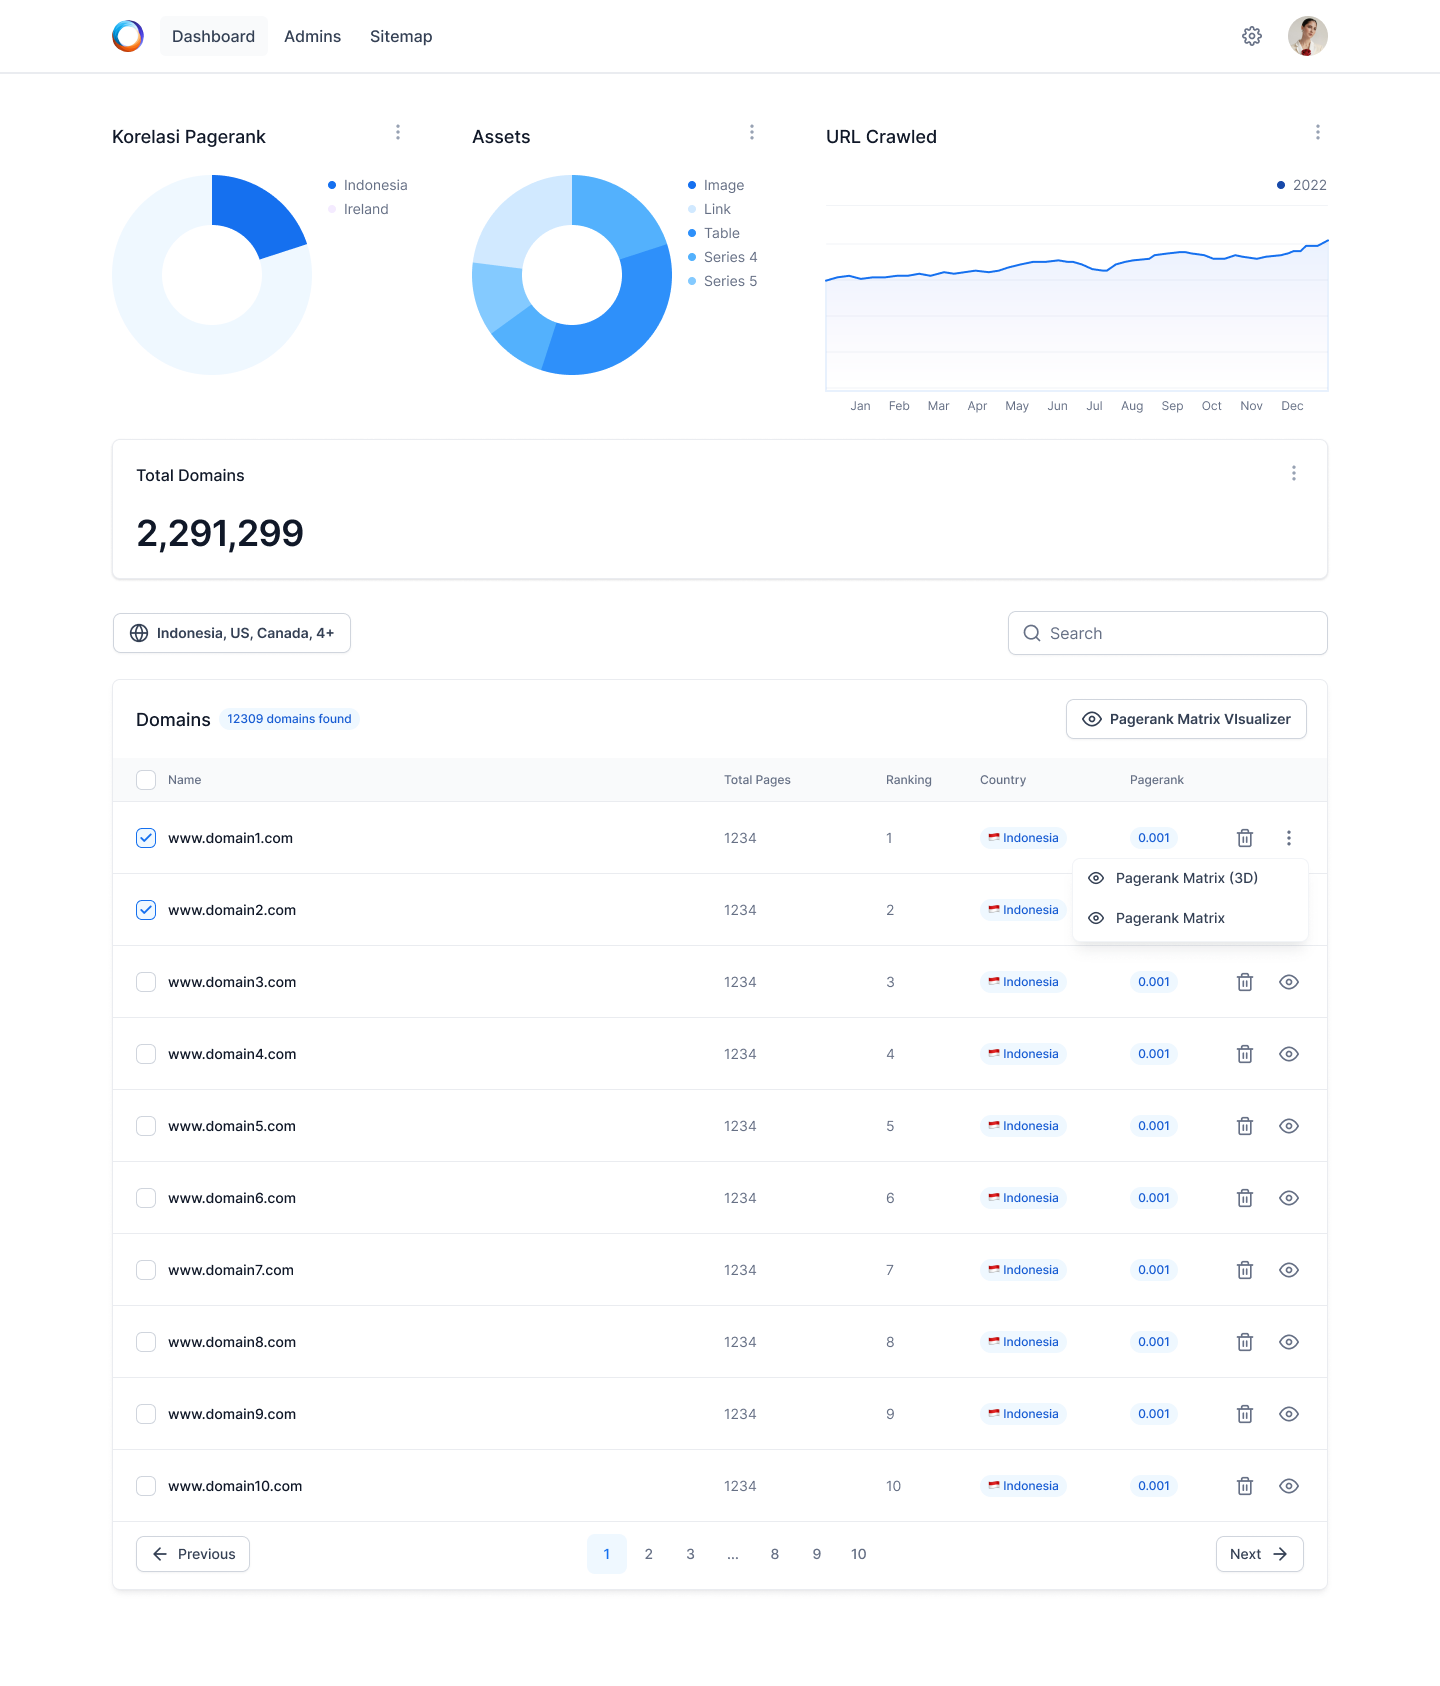 Dashboard Admins Sitemap
Korelasi Pagerank
Indonesia
Ireland
Assets
Image
Link
Table
Series 4
Series 5
URL Crawled
2022
Jan Feb Mar Apr May Jun Jul Aug Sep Oct Nov Dec
Total Domains
2,291,299
Indonesia, US, Canada, 4+
Search
Domains 12309 domains found
Pagerank Matrix VIsualizer
Name Total Pages Ranking Country Pagerank
www.domain1.com 1234 1 Indonesia 0.001
Pagerank Matrix (3D)
www.domain2.com 1234 2 Indonesia
Pagerank Matrix
www.domain3.com 1234 3 Indonesia 0.001
www.domain4.com 1234 4 Indonesia 0.001
www.domain5.com 1234 5 Indonesia 0.001
www.domain6.com 1234 6 Indonesia 0.001
www.domain7.com 1234 7 Indonesia 0.001
www.domain8.com 1234 8 Indonesia 0.001
www.domain9.com 1234 9 Indonesia 0.001
www.domain10.com 1234 10 Indonesia 0.001
Previous 1 2 3 ... 8 9 10 Next